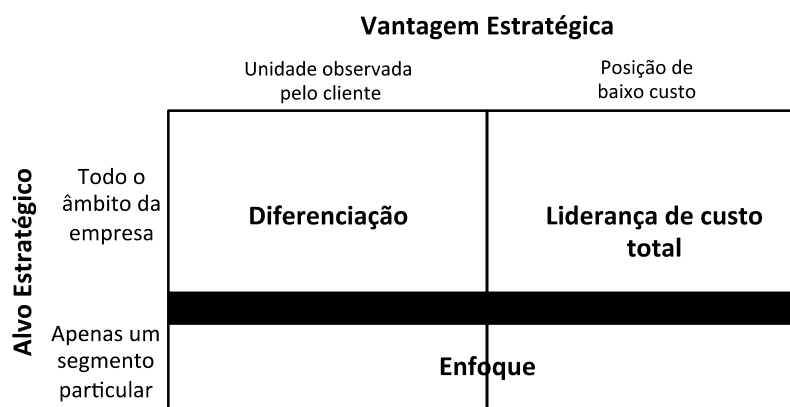 Vantagem Estratégica
Unidade observada
pelo cliente
Posição de
baixo custo
Alvo Estratégico
Todo o
âmbito da
empresa
Diferenciação
Liderança de custo
total
Apenas um
segmento
particular
Enfoque